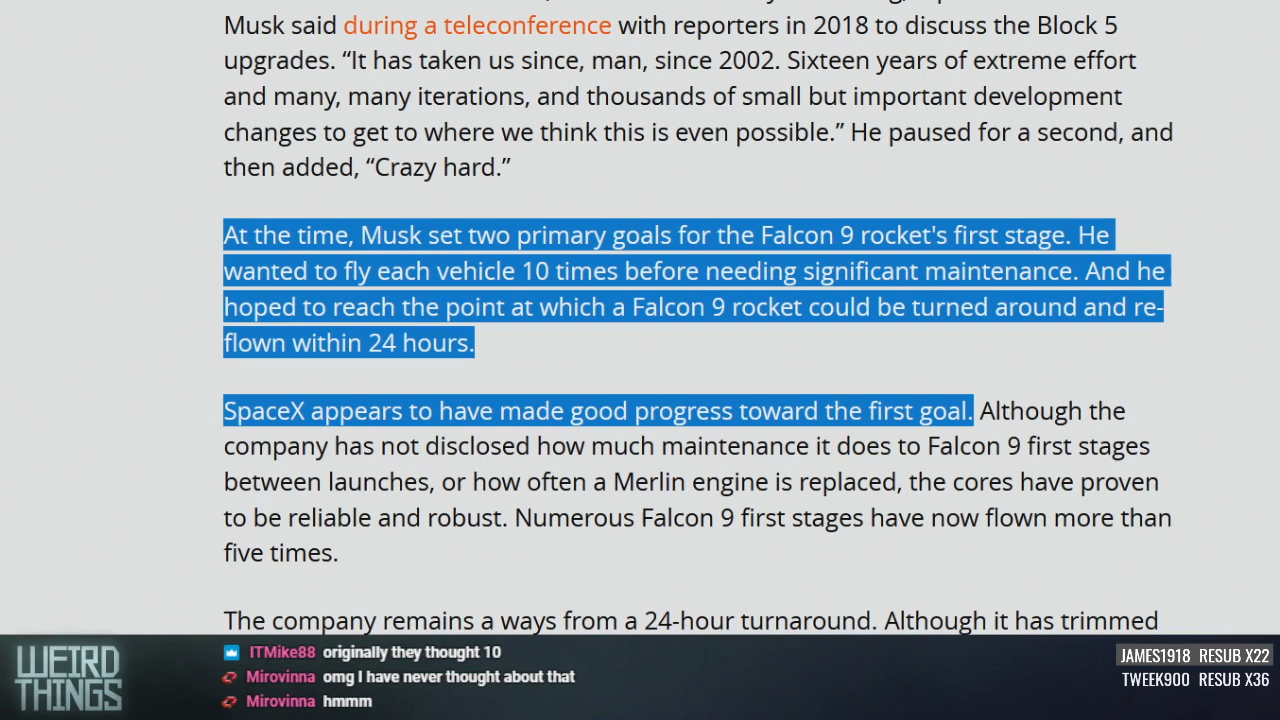 Musk said during a teleconference with reporters in 2018 to discuss the Block 5
upgrades. “It has taken us since, man, since 2002. Sixteen years of extreme effort
and many, many iterations, and thousands of small but important development
changes to get to where we think this is even possible.” He paused for a second, and
then added, “Crazy hard.”
At the time, Musk set two primary goals for the Falcon 9 rocket's first stage. He
wanted to fly each vehicle 10 times before needing significant maintenance. And he
hoped to reach the point at which a Falcon 9 rocket could be turned around and re-
flown within 24 hours.
SpaceX appears to have made good progress toward the first goal. Although the
company has not disclosed how much maintenance it does to Falcon 9 first stages
between launches, or how often a Merlin engine is replaced, the cores have proven
to be reliable and robust. Numerous Falcon 9 first stages have now flown more than
five times.
The company remains a ways from a 24-hour turnaround. Although it has trimmed
WEIRD
THINGS
ITMike88 originally they thought 10
Mirovinna omg I have never thought about that
Mirovinna hmmm
JAMES1918 RESUB X22
TWEEK900 RESUB X36